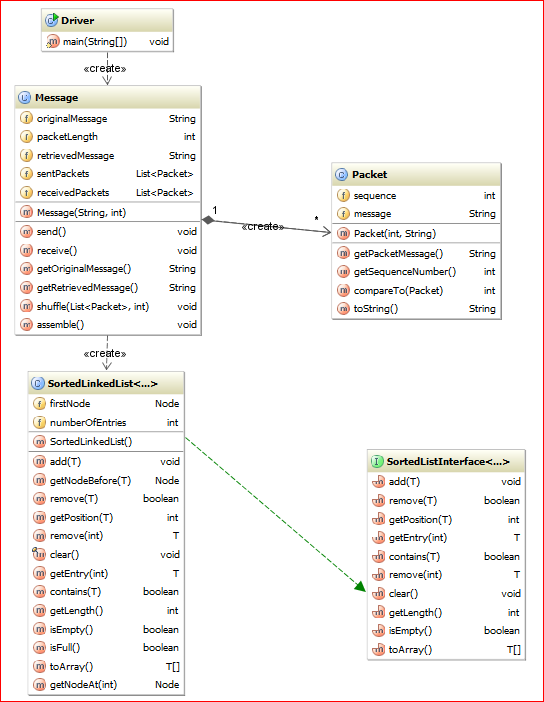 Driver
main(String[]) void
«create»
Message
originalMessage String
packetLength int
retrievedMessage String
sentPackets List<Packet>
receivedPackets List<Packet>
Message(String, int)
send() void
receive() void
getOriginalMessage() String
getRetrievedMessage() String
shuffle(List<Packet>, int) void
assemble() void
1
«create»
*
Packet
sequence int
message String
Packet(int, String)
getPacketMessage() String
getSequenceNumber() int
compareTo(Packet) int
toString() String
«create»
SortedLinkedList<...>
firstNode Node
numberOfEntries int
SortedLinkedList()
add(T) void
getNodeBefore(T) Node
remove(T) boolean
getPosition(T) int
remove(int) T
clear() void
getEntry(int) T
contains(T) boolean
getLength() int
isEmpty() boolean
isFull() boolean
toArray() T[]
getNodeAt(int) Node
SortedListInterface<...>
add(T) void
remove(T) boolean
getPosition(T) int
getEntry(int) T
contains(T) boolean
remove(int) T
clear() void
getLength() int
isEmpty() boolean
toArray() T[]